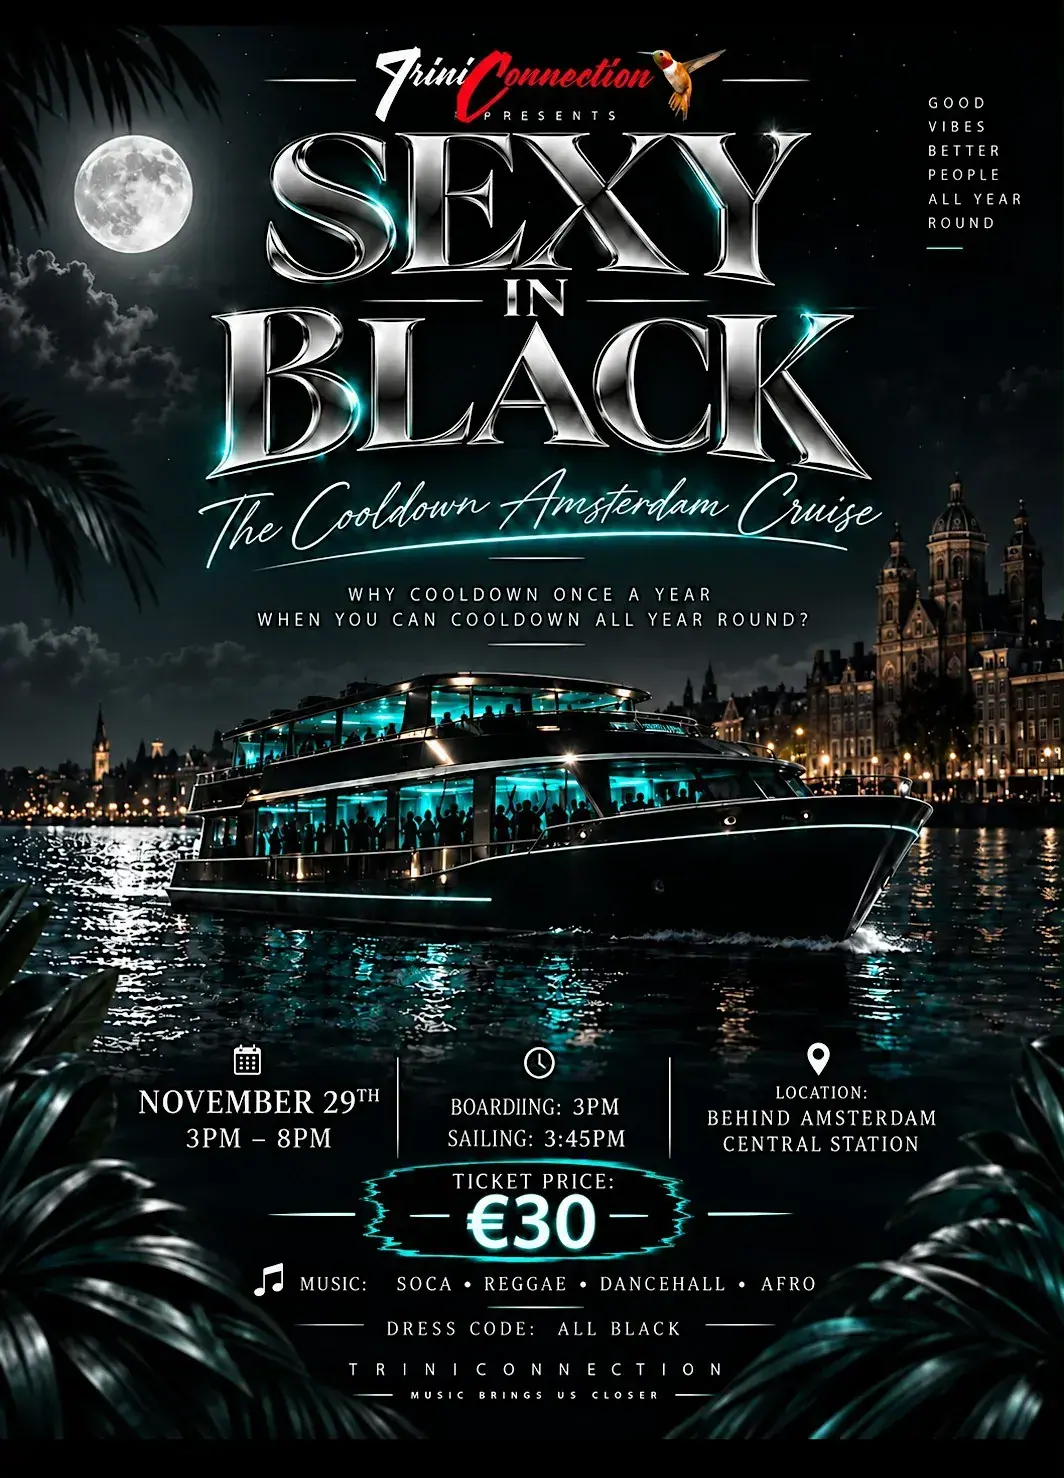 TriniConnection
PRESENTS
GOOD
VIBES
BETTER
PEOPLE
ALL YEAR
ROUND
SEXY
IN
BLACK
The Cooldown Amsterdam Cruise
WHY COOLDOWN ONCE A YEAR
WHEN YOU CAN COOLDOWN ALL YEAR ROUND?
NOVEMBER 29TH
3PM – 8PM
BOARDIING: 3PM
SAILING: 3:45PM
LOCATION:
BEHIND AMSTERDAM
CENTRAL STATION
TICKET PRICE:
€30
MUSIC: SOCA • REGGAE • DANCEHALL • AFRO
DRESS CODE: ALL BLACK
TRINICONNECTION
MUSIC BRINGS US CLOSER